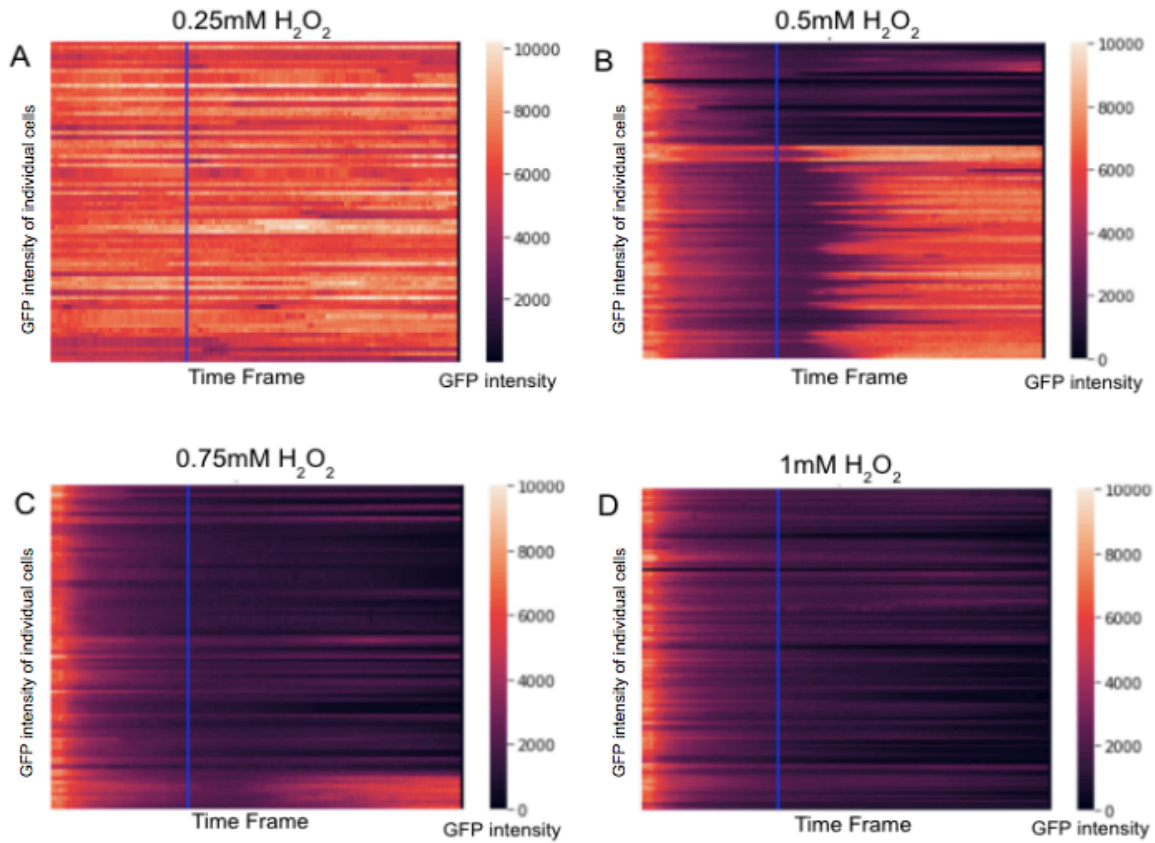 0.25mM H₂O₂
A
GFP intensity of individual cells
10000
8000
6000
4000
2000
Time Frame
GFP intensity
0.5mM H₂O₂
B
GFP intensity of individual cells
10000
8000
6000
4000
2000
0
Time Frame
GFP intensity
0.75mM H₂O₂
C
GFP intensity of individual cells
10000
8000
6000
4000
2000
0
Time Frame
GFP intensity
1mM H₂O₂
D
GFP intensity of individual cells
10000
8000
6000
4000
2000
0
Time Frame
GFP intensity